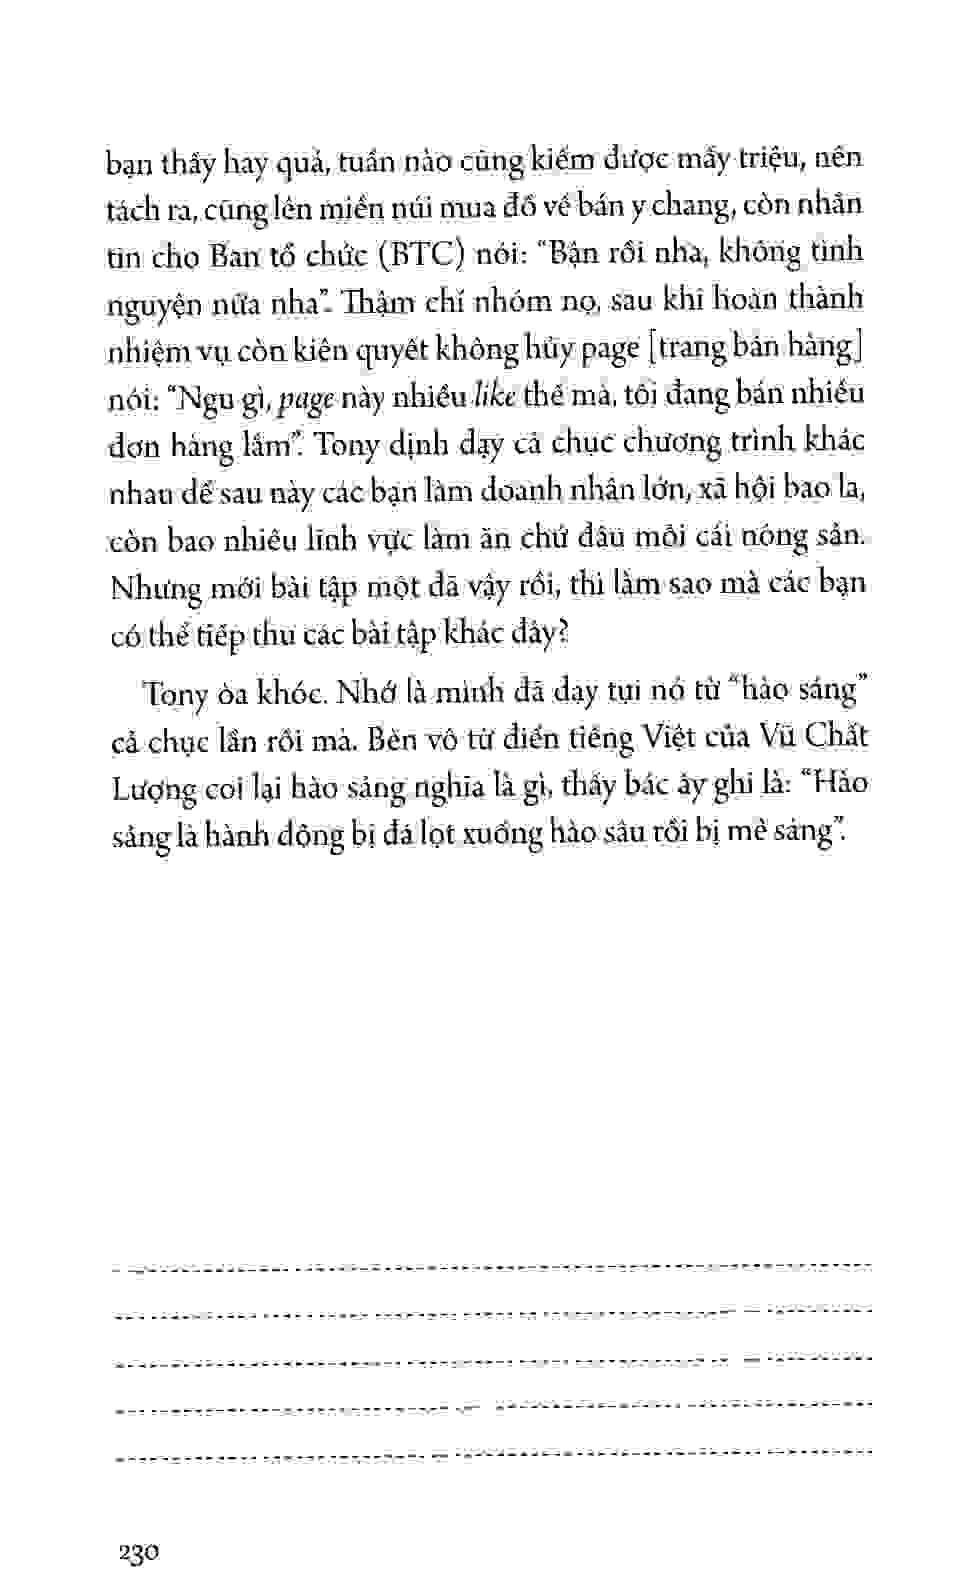 bạn thấy hay quá, tuần nào cũng kiếm được mấy triệu, nên
tách ra, cũng lên miền núi mua đồ về bán y chang, còn nhắn
tin cho Ban tổ chức (BTC) nói: “Bận rồi nha, không tình
nguyện nữa nha”. Thậm chí nhóm nọ, sau khi hoàn thành
nhiệm vụ còn kiên quyết không hủy page [trang bán hàng]
nói: “Ngu gì, page này nhiều like thế mà, tôi đang bán nhiều
đơn hàng lắm”. Tony định dạy cả chục chương trình khác
nhau để sau này các bạn làm doanh nhân lớn, xã hội bao la,
còn bao nhiêu lĩnh vực làm ăn chứ đâu mỗi cái nông sản.
Nhưng mới bài tập một đã vậy rồi, thì làm sao mà các bạn
có thể tiếp thu các bài tập khác đây?
Tony òa khóc. Nhớ là mình đã dạy tụi nó từ “hào sảng”
cả chục lần rồi mà. Bèn vô từ điển tiếng Việt của Vũ Chất
Lượng coi lại hào sảng nghĩa là gì, thấy bác ấy ghi là: “Hào
sảng là hành động bị đá lọt xuống hào sâu rồi bị mê sảng”.
230